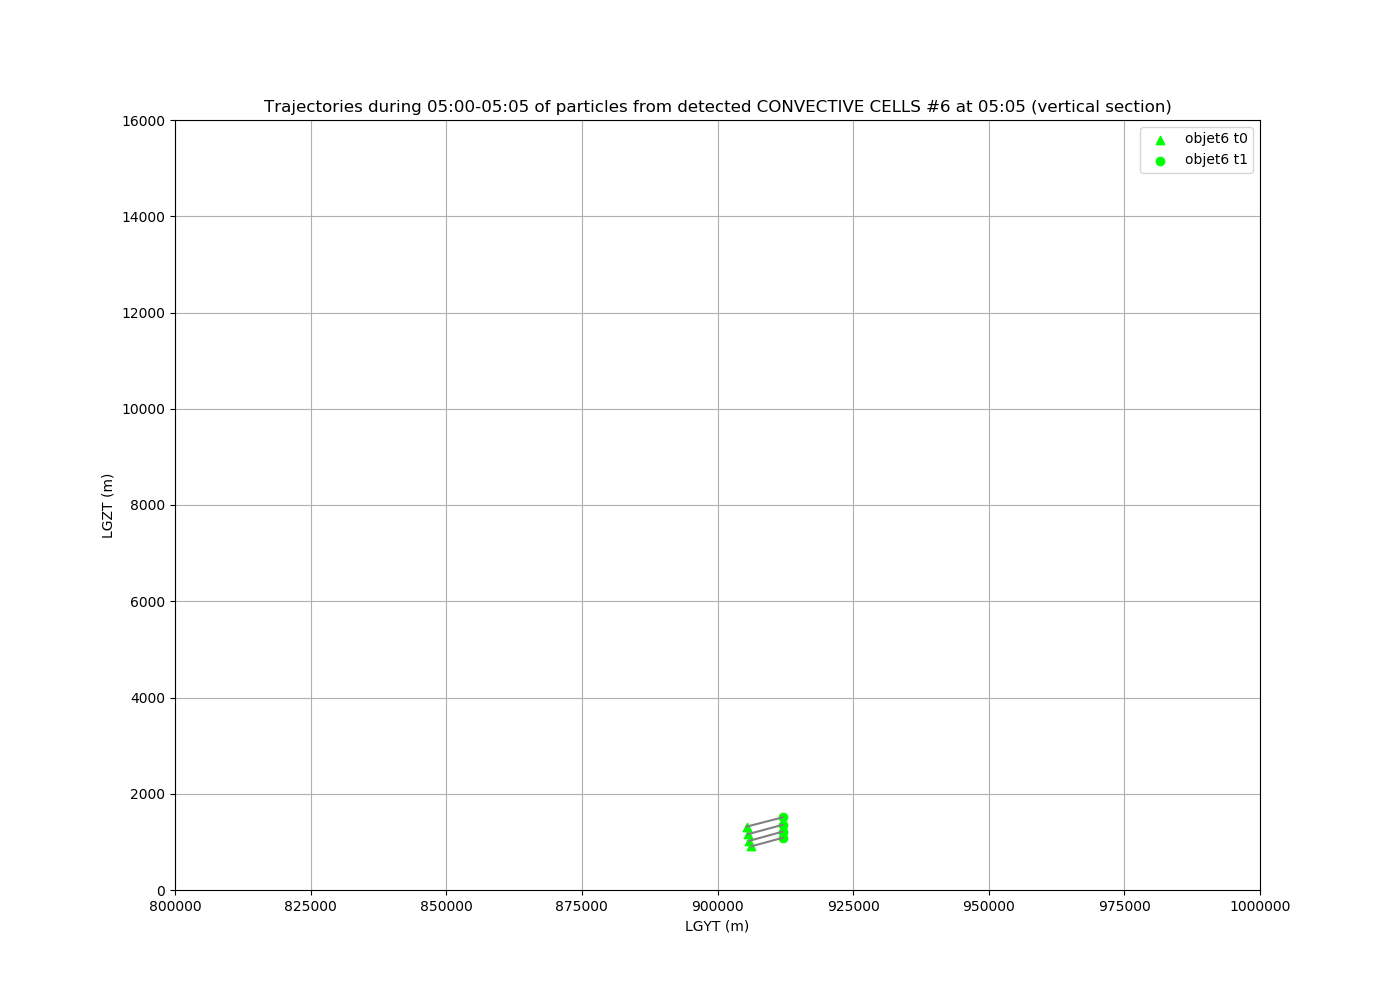 Trajectories during 05:00-05:05 of particles from detected CONVECTIVE CELLS #6 at 05:05 (vertical section)
objet6 t0
objet6 t1
16000
14000
12000
10000
8000
6000
4000
2000
0
LGZT (m)
800000 825000 850000 875000 900000 925000 950000 975000 1000000
LGYT (m)